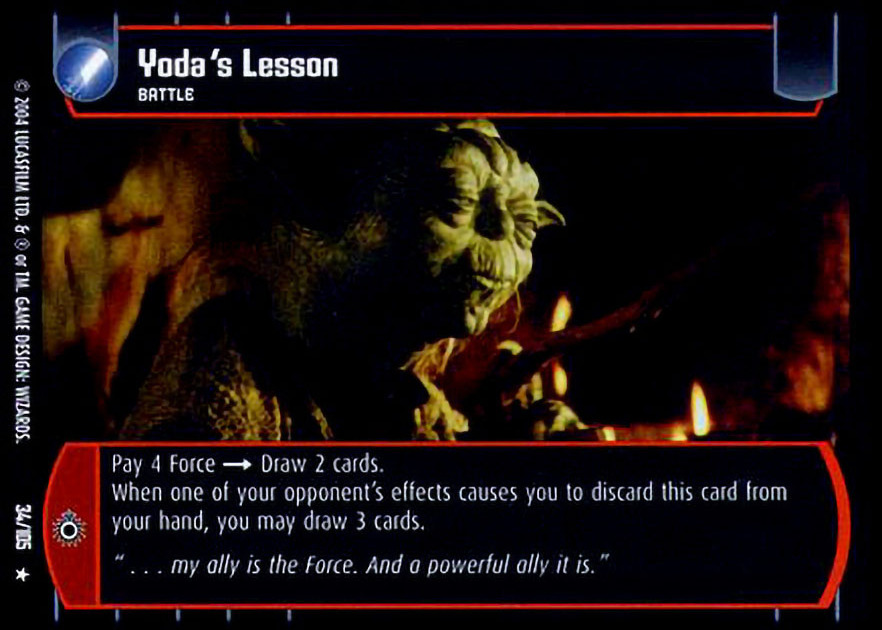 Yoda's Lesson
BATTLE
Pay 4 Force → Draw 2 cards.
When one of your opponent's effects causes you to discard this card from
your hand, you may draw 3 cards.
" . . . my ally is the Force. And a powerful ally it is."
© 2004 LUCASFILM LTD. & ® or TM. GAME DESIGN: WIZARDS.
34/105 ★